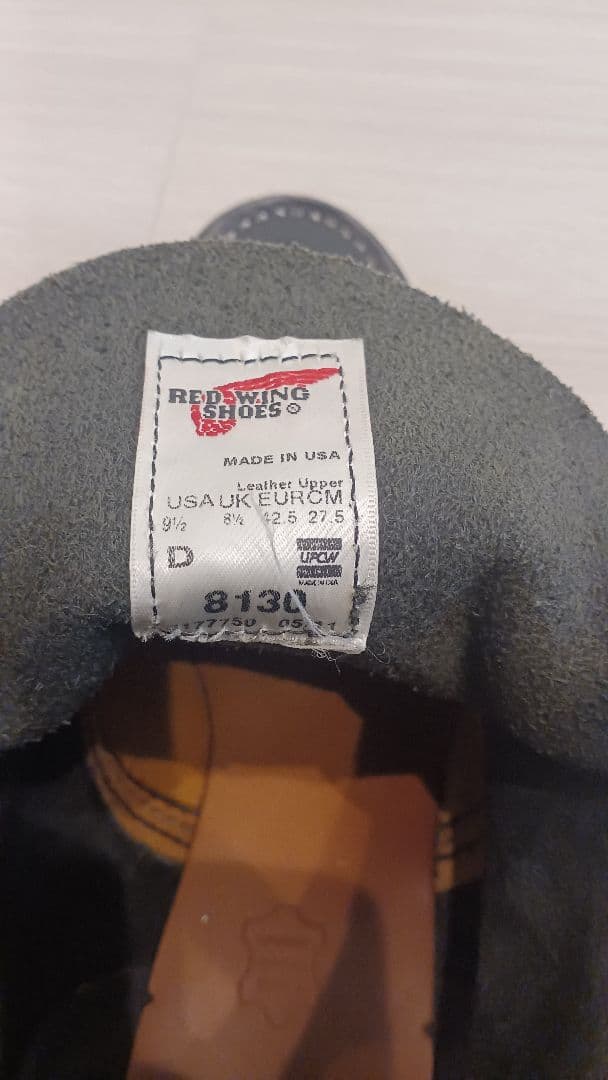 RED WING
SHOES ®
MADE IN USA
Leather Upper
USA UK EUR CM
9½ 8½ 42.5 27.5
D
UFCW
8130